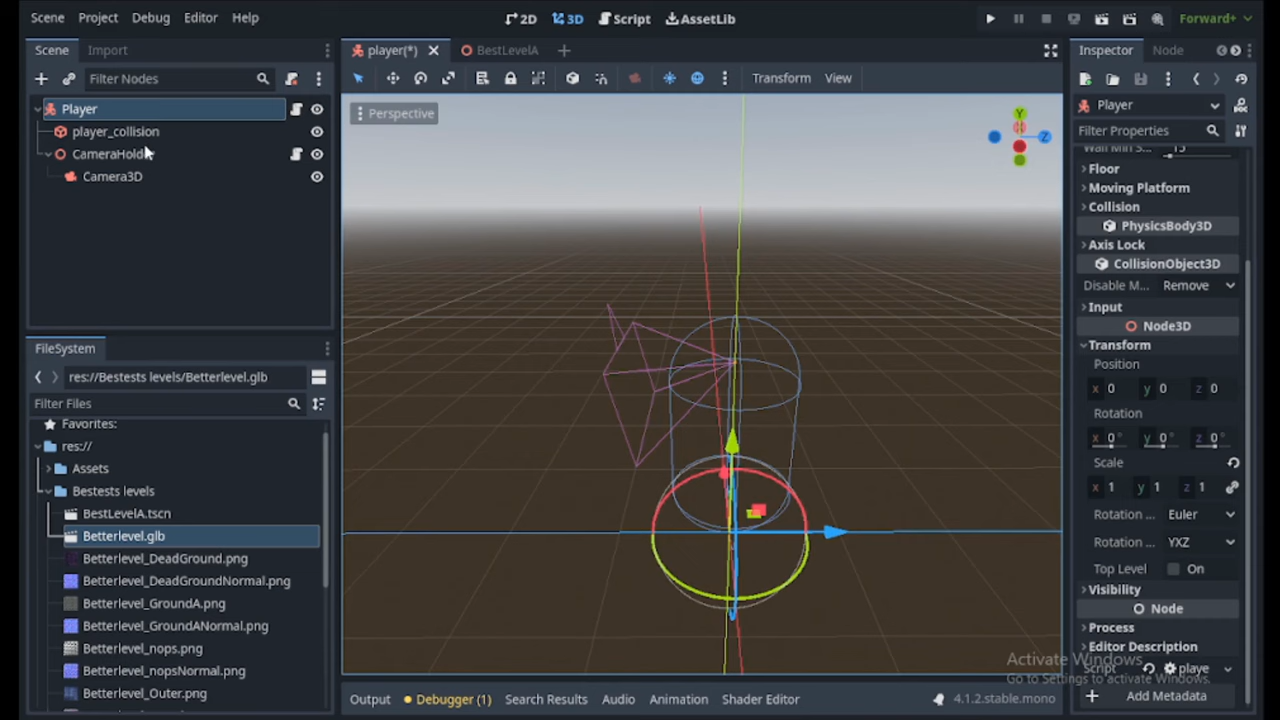 Scene Project Debug Editor Help
2D 3D Script AssetLib
Forward+
Scene Import
player(*) BestLevelA
Inspector Node
Filter Nodes
Transform View
Player
player_collision
CameraHold
Camera3D
Perspective
Y
Z
Player
Filter Properties
15
Floor
Moving Platform
Collision
PhysicsBody3D
Axis Lock
CollisionObject3D
Disable M... Remove
Input
Node3D
Transform
Position
x 0 y 0 z 0
Rotation
x 0° y 0° z 0°
Scale
x 1 y 1 z 1
Rotation ... Euler
Rotation ... YXZ
Top Level On
Visibility
Node
Process
Editor Description
Script playe
Add Metadata
FileSystem
res://Bestests levels/Betterlevel.glb
Filter Files
Favorites:
res://
Assets
Bestests levels
BestLevelA.tscn
Betterlevel.glb
Betterlevel_DeadGround.png
Betterlevel_DeadGroundNormal.png
Betterlevel_GroundA.png
Betterlevel_GroundANormal.png
Betterlevel_nops.png
Betterlevel_nopsNormal.png
Betterlevel_Outer.png
Activate Windows
Go to Settings to activate Windows.
Output Debugger (1) Search Results Audio Animation Shader Editor
4.1.2.stable.mono